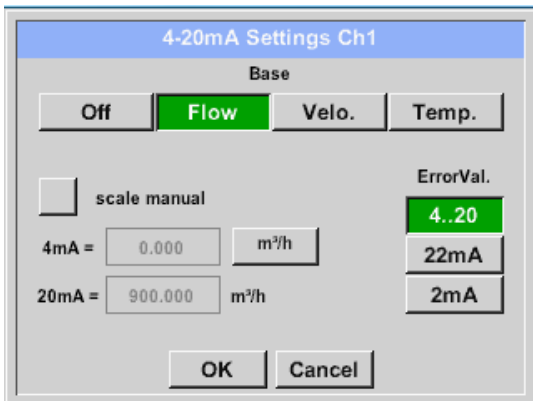 4-20mA Settings Ch1
Base
Off Flow Velo. Temp.
ErrorVal.
scale manual
4..20
4mA = 0.000 m³/h
22mA
20mA = 900.000 m³/h
2mA
OK Cancel